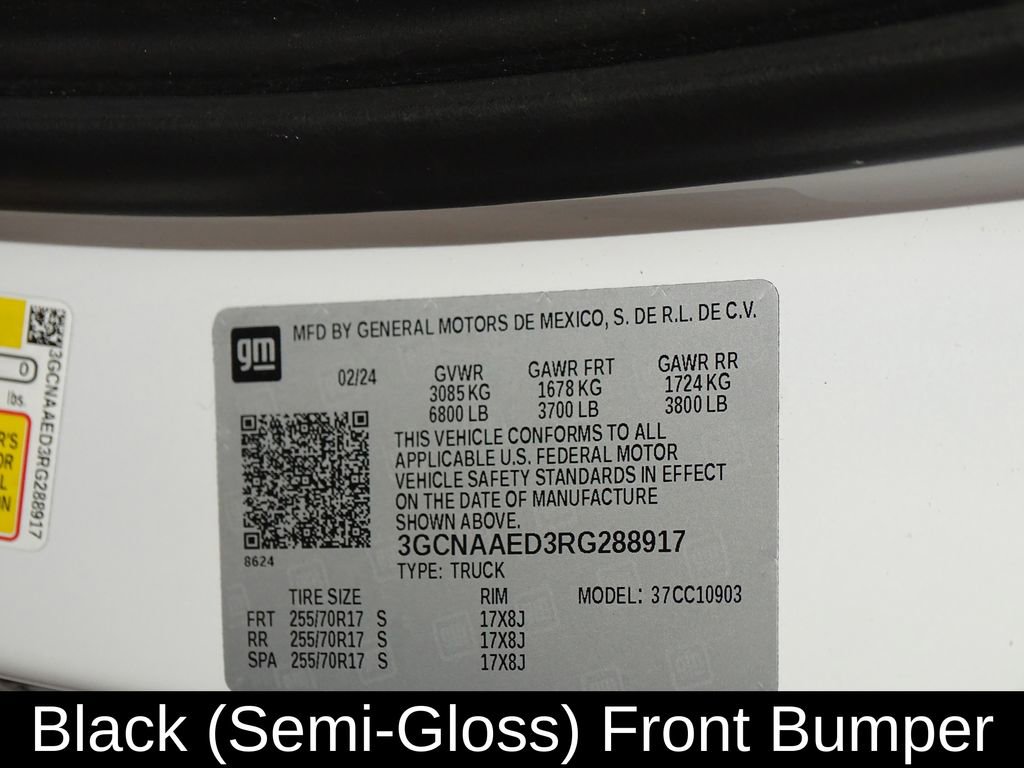 gm
MFD BY GENERAL MOTORS DE MEXICO, S. DE R.L. DE C.V.
02/24
GVWR GAWR FRT GAWR RR
3085 KG 1678 KG 1724 KG
6800 LB 3700 LB 3800 LB
THIS VEHICLE CONFORMS TO ALL
APPLICABLE U.S. FEDERAL MOTOR
VEHICLE SAFETY STANDARDS IN EFFECT
ON THE DATE OF MANUFACTURE
SHOWN ABOVE.
3GCNAAED3RG288917
8624
TYPE: TRUCK
TIRE SIZE RIM MODEL: 37CC10903
FRT 255/70R17 S 17X8J
RR 255/70R17 S 17X8J
SPA 255/70R17 S 17X8J
3GCNAAED3RG288917
0
lbs.
R'S
OR
L
N
Black (Semi-Gloss) Front Bumper